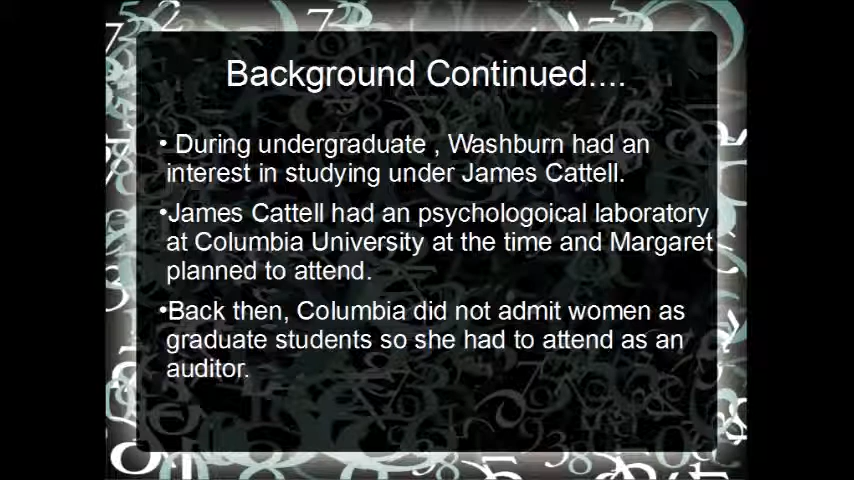 Background Continued....
• During undergraduate , Washburn had an
interest in studying under James Cattell.
•James Cattell had an psychologoical laboratory
at Columbia University at the time and Margaret
planned to attend.
•Back then, Columbia did not admit women as
graduate students so she had to attend as an
auditor.